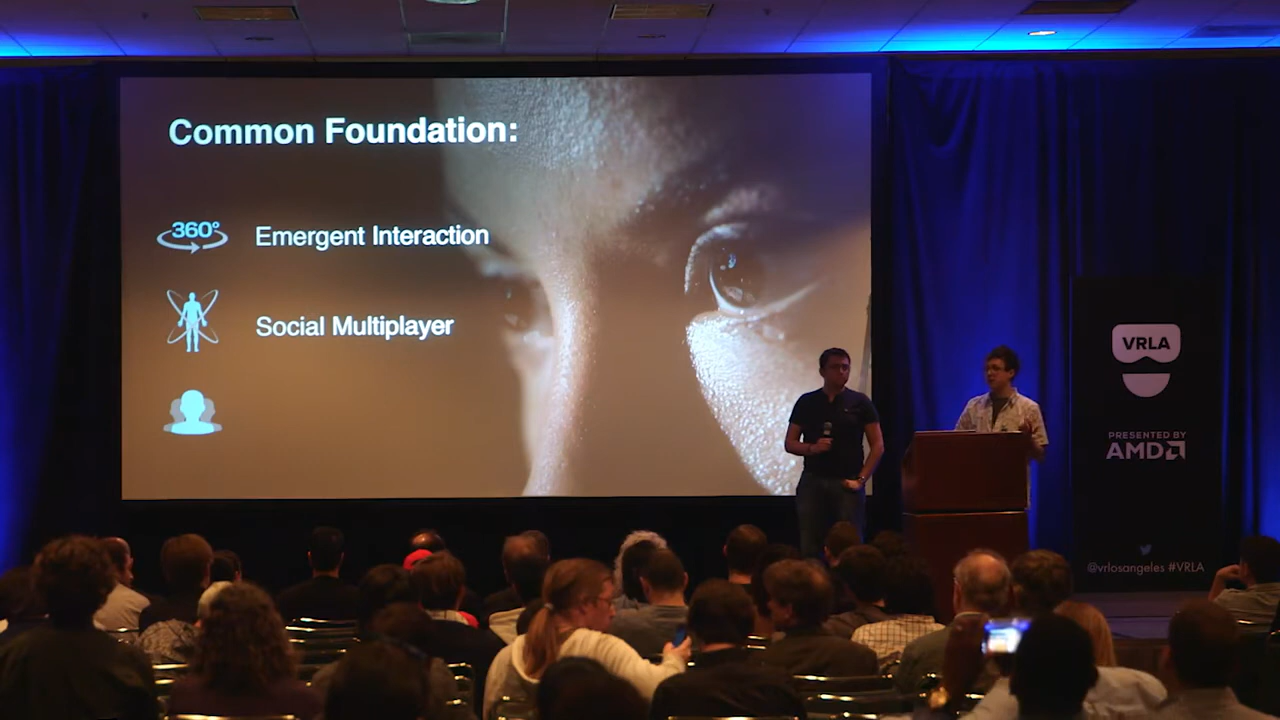 Common Foundation:
360°
Emergent Interaction
Social Multiplayer
VRLA
PRESENTED BY
AMD
@vrlosangeles #VRLA